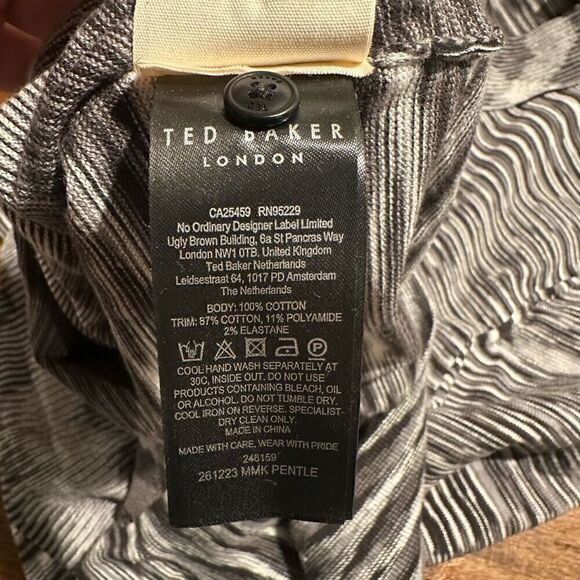 TED BAKER
LONDON
CA25459 RN95229
No Ordinary Designer Label Limited
Ugly Brown Building, 6a St Pancras Way
London NW1 0TB, United Kingdom
Ted Baker Netherlands
Leidsestraat 64, 1017 PD Amsterdam
The Netherlands
BODY: 100% COTTON
TRIM: 87% COTTON, 11% POLYAMIDE
2% ELASTANE
COOL HAND WASH SEPARATELY AT
30C, INSIDE OUT. DO NOT USE
PRODUCTS CONTAINING BLEACH, OIL
OR ALCOHOL. DO NOT TUMBLE DRY.
COOL IRON ON REVERSE. SPECIALIST-
DRY CLEAN ONLY.
MADE IN CHINA
MADE WITH CARE, WEAR WITH PRIDE
246159
261223 MMK PENTLE